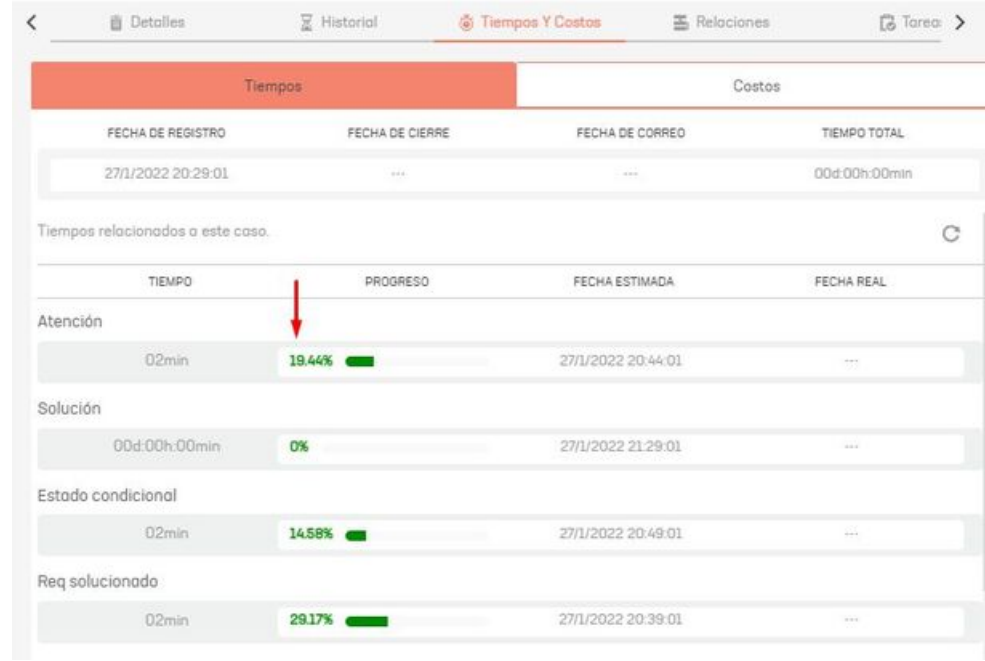 Detalles Historial Tiempos Y Costos Relaciones Tarea
Tiempos Costos
FECHA DE REGISTRO FECHA DE CIERRE FECHA DE CORREO TIEMPO TOTAL
27/1/2022 20:29:01 --- --- 00d:00h:00min
Tiempos relacionados a este caso.
TIEMPO PROGRESO FECHA ESTIMADA FECHA REAL
Atención
02min 19.44% 27/1/2022 20:44:01 ---
Solución
00d:00h:00min 0% 27/1/2022 21:29:01 ---
Estado condicional
02min 14.58% 27/1/2022 20:49:01 ---
Req solucionado
02min 29.17% 27/1/2022 20:39:01 ---